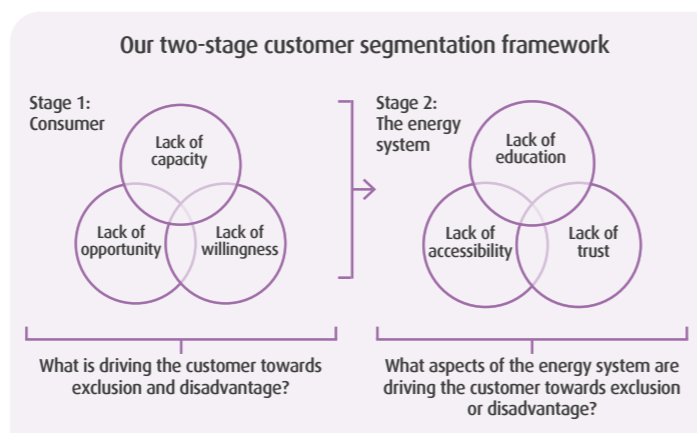 Our two-stage customer segmentation framework
Stage 1:
Consumer
Lack of
capacity
Lack of
opportunity
Lack of
willingness
What is driving the customer towards
exclusion and disadvantage?
Stage 2:
The energy
system
Lack of
education
Lack of
accessibility
Lack of
trust
What aspects of the energy system are
driving the customer towards exclusion
or disadvantage?